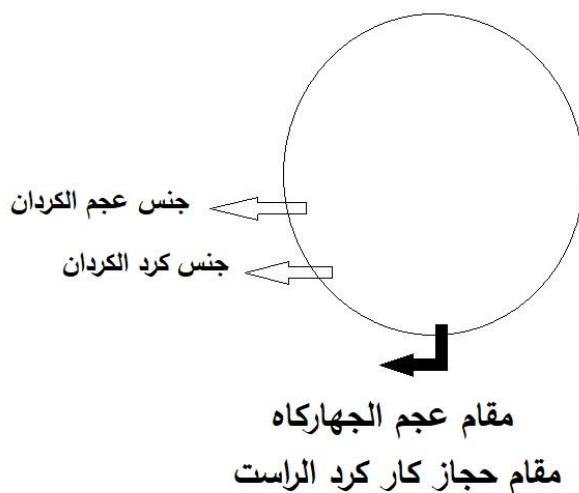 جنس عجم الكردان
جنس كرد الكردان
مقام عجم الجهاركاه
مقام حجاز كار كرد الراست